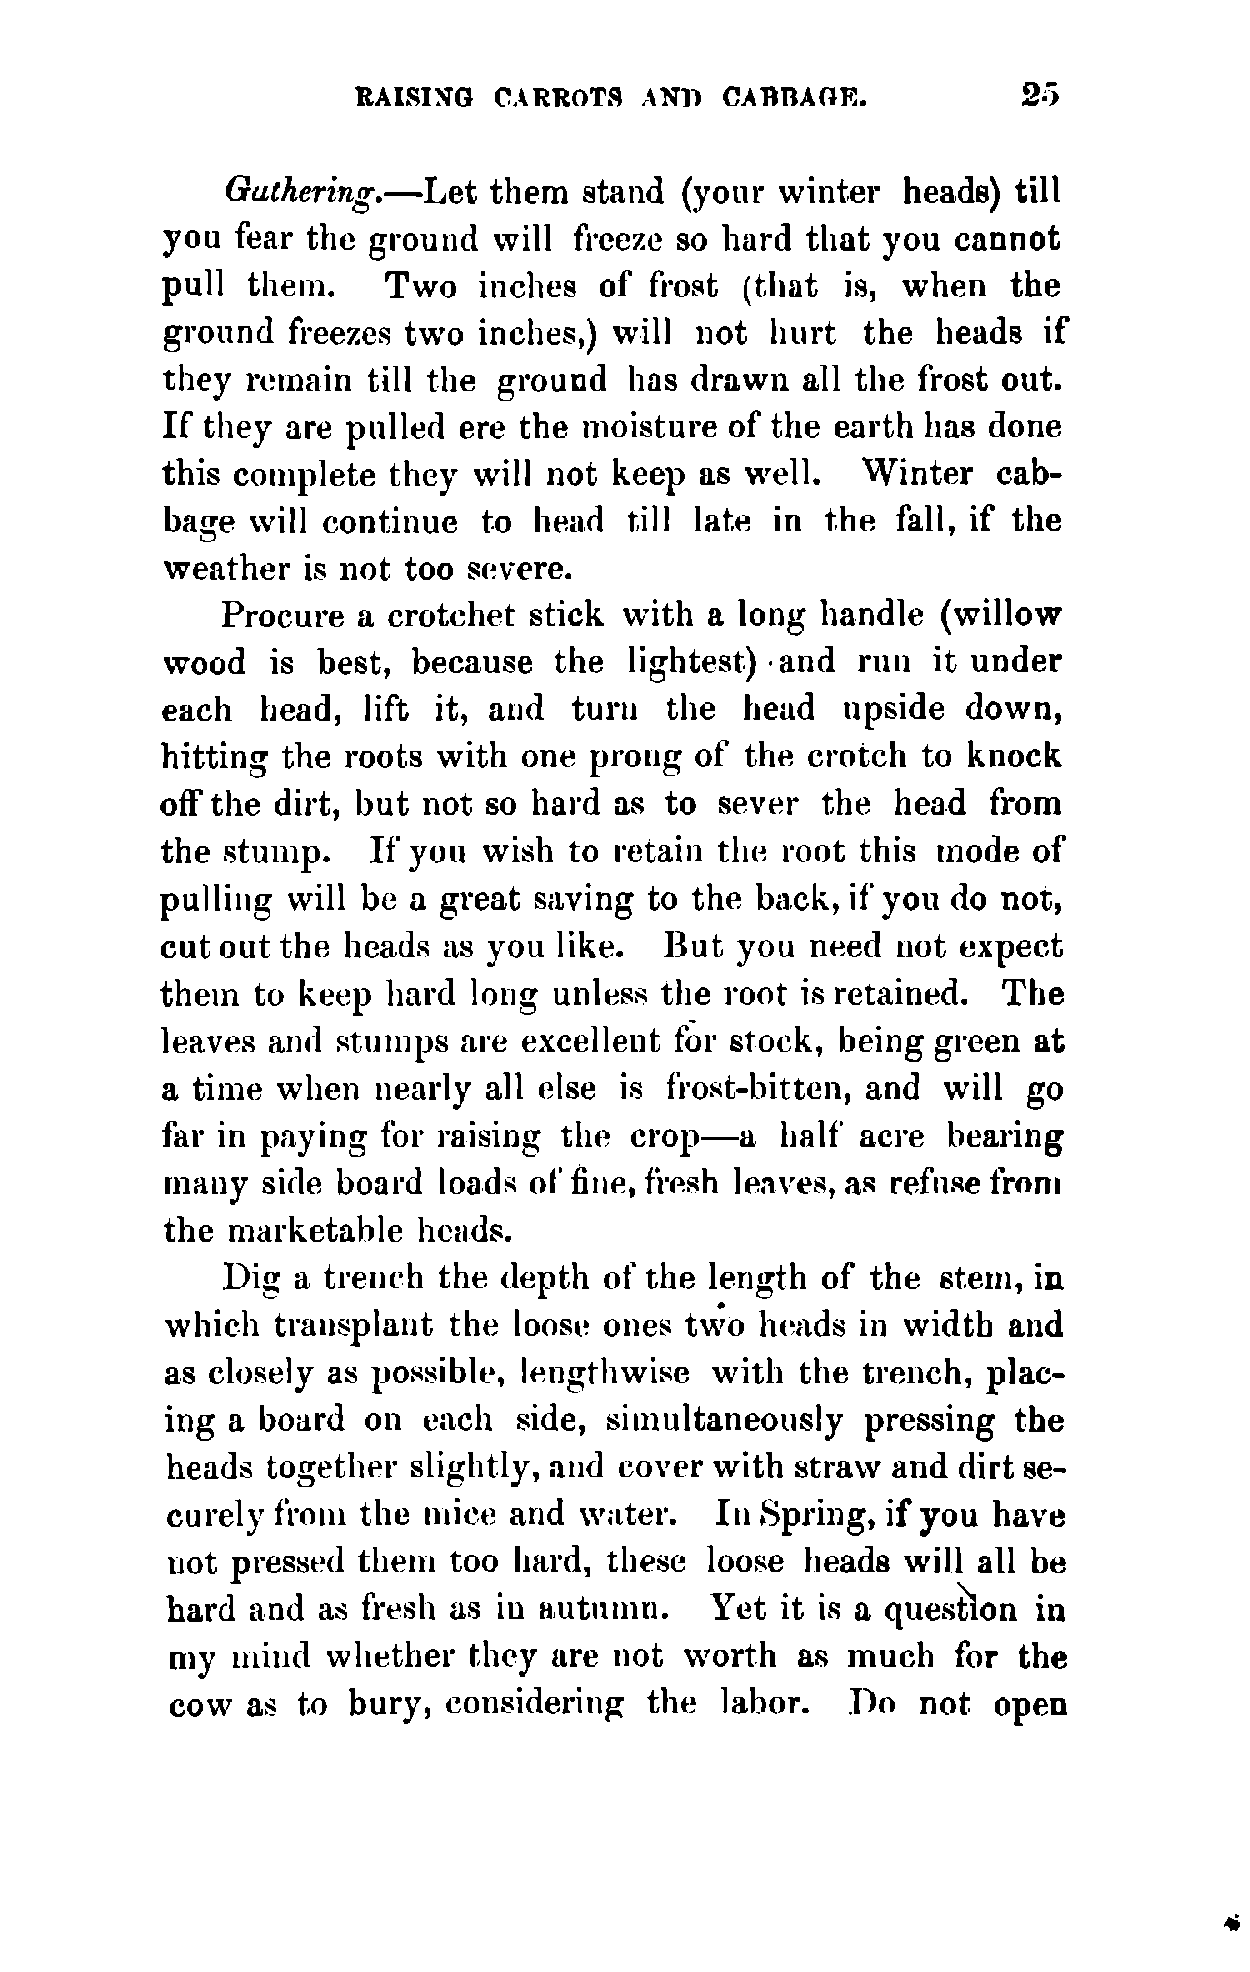 RAISING CARROTS AND CABBAGE. 25
Gathering.—Let them stand (your winter heads) till
you fear the ground will freeze so hard that you cannot
pull them. Two inches of frost (that is, when the
ground freezes two inches,) will not hurt the heads if
they remain till the ground has drawn all the frost out.
If they are pulled ere the moisture of the earth has done
this complete they will not keep as well. Winter cab-
bage will continue to head till late in the fall, if the
weather is not too severe.
Procure a crotchet stick with a long handle (willow
wood is best, because the lightest) and run it under
each head, lift it, and turn the head upside down,
hitting the roots with one prong of the crotch to knock
off the dirt, but not so hard as to sever the head from
the stump. If you wish to retain the root this mode of
pulling will be a great saving to the back, if you do not,
cut out the heads as you like. But you need not expect
them to keep hard long unless the root is retained. The
leaves and stumps are excellent for stock, being green at
a time when nearly all else is frost-bitten, and will go
far in paying for raising the crop—a half acre bearing
many side board loads of fine, fresh leaves, as refuse from
the marketable heads.
Dig a trench the depth of the length of the stem, in
which transplant the loose ones two heads in width and
as closely as possible, lengthwise with the trench, plac-
ing a board on each side, simultaneously pressing the
heads together slightly, and cover with straw and dirt se-
curely from the mice and water. In Spring, if you have
not pressed them too hard, these loose heads will all be
hard and as fresh as in autumn. Yet it is a question in
my mind whether they are not worth as much for the
cow as to bury, considering the labor. Do not open